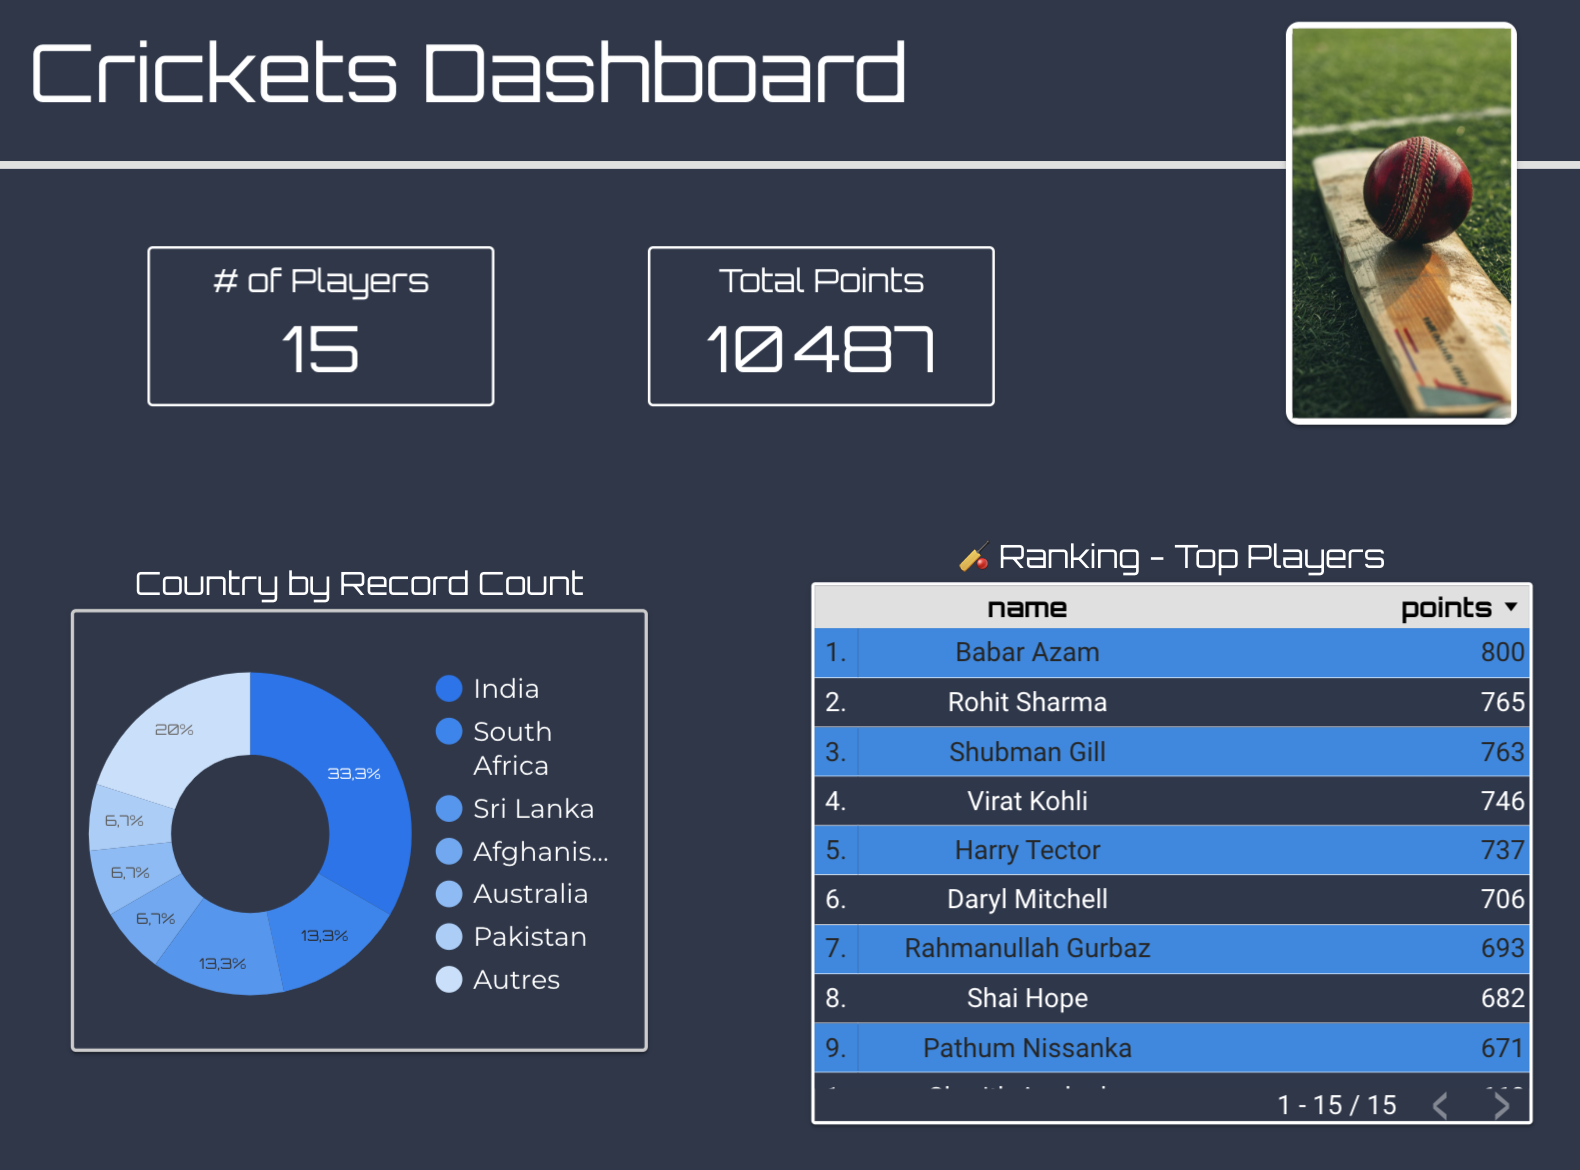 Crickets Dashboard
# of Players
15
Total Points
10 487
Country by Record Count
33,3%
13,3%
13,3%
6,7%
6,7%
6,7%
20%
India
South
Africa
Sri Lanka
Afghanis...
Australia
Pakistan
Autres
Ranking - Top Players
name points
1. Babar Azam 800
2. Rohit Sharma 765
3. Shubman Gill 763
4. Virat Kohli 746
5. Harry Tector 737
6. Daryl Mitchell 706
7. Rahmanullah Gurbaz 693
8. Shai Hope 682
9. Pathum Nissanka 671
1 - 15 / 15